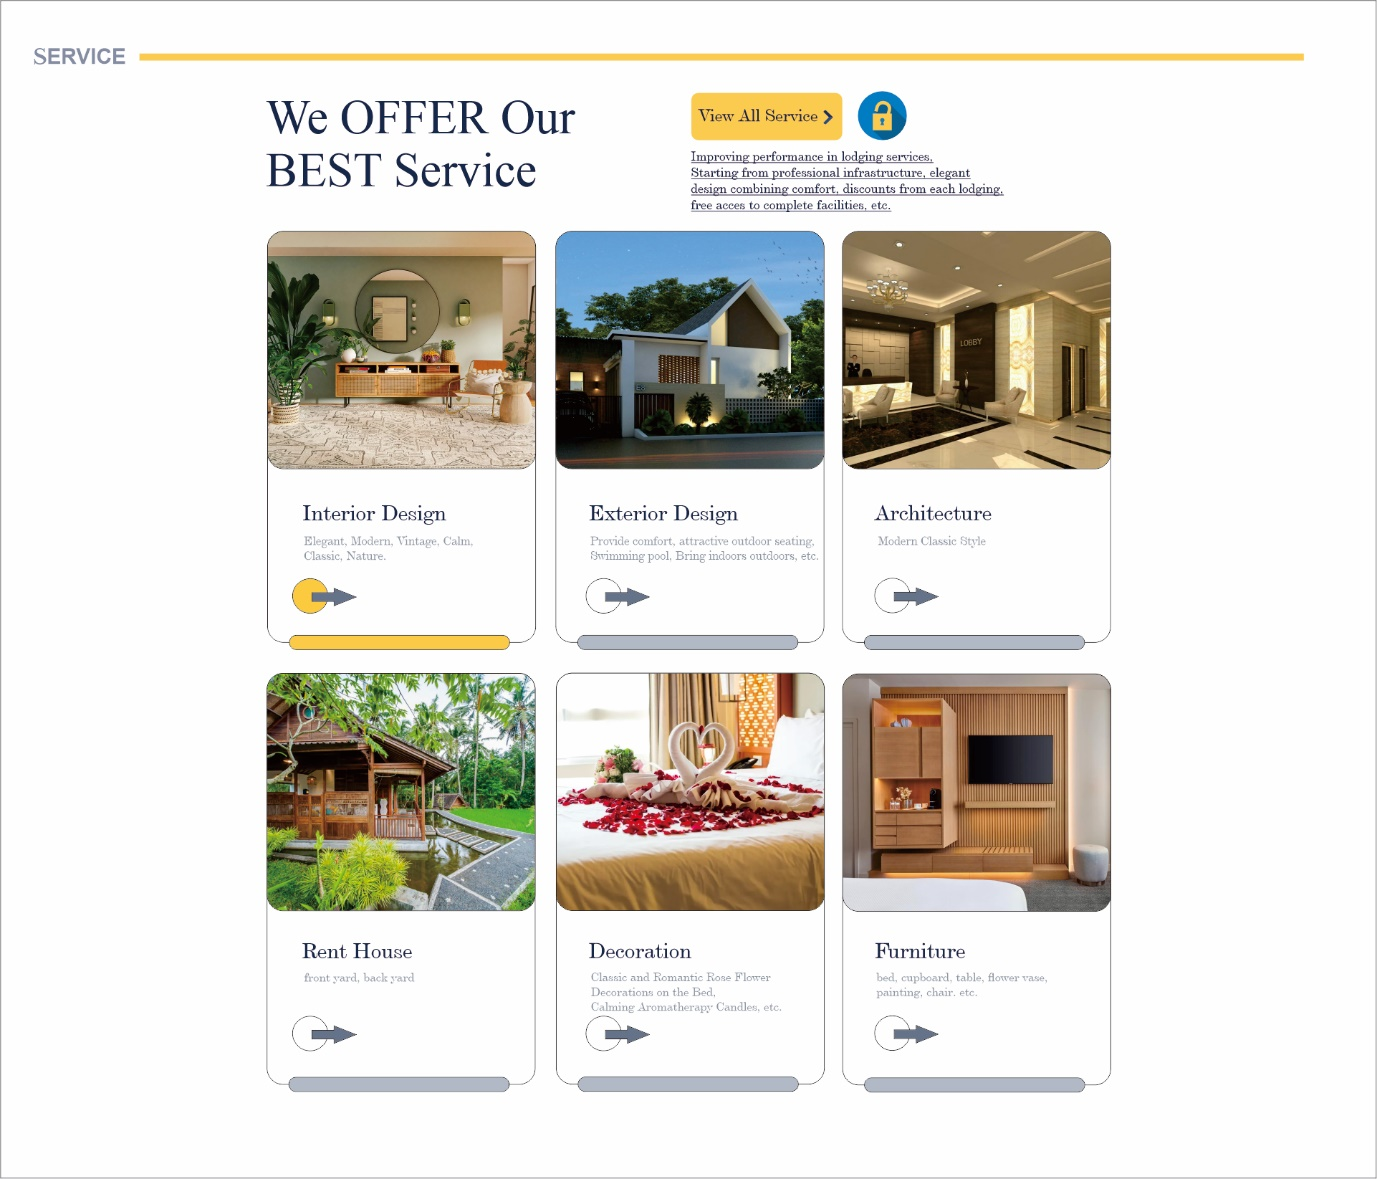 SERVICE
We OFFER Our
BEST Service
View All Service
Improving performance in lodging services,
Starting from professional infrastructure, elegant
design combining comfort, discounts from each lodging,
free acces to complete facilities, etc.
LOBBY
Interior Design
Elegant, Modern, Vintage, Calm,
Classic, Nature.
Exterior Design
Provide comfort, attractive outdoor seating,
Swimming pool, Bring indoors outdoors, etc.
Architecture
Modern Classic Style
Rent House
front yard, back yard
Decoration
Classic and Romantic Rose Flower
Decorations on the Bed,
Calming Aromatherapy Candles, etc.
Furniture
bed, cupboard, table, flower vase,
painting, chair. etc.